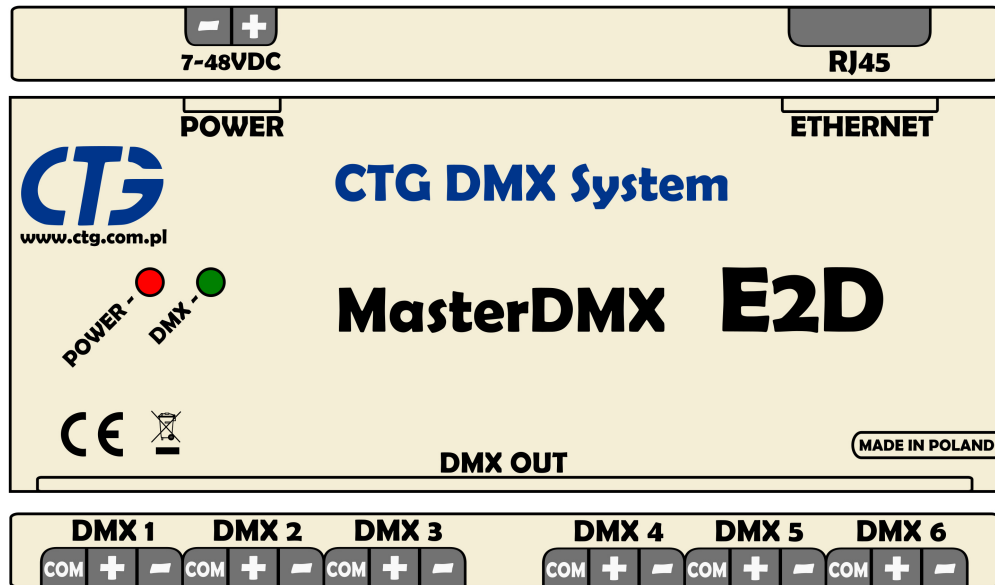 - +
7-48VDC
RJ45
POWER
ETHERNET
CTG
www.ctg.com.pl
CTG DMX System
POWER - DMX -
MasterDMX E2D
CE
MADE IN POLAND
DMX OUT
DMX 1 DMX 2 DMX 3 DMX 4 DMX 5 DMX 6
COM + - COM + - COM + - COM + - COM + - COM + -